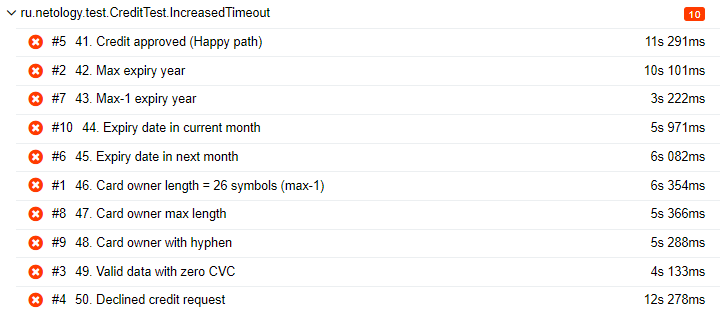 ru.netology.test.CreditTest.IncreasedTimeout 10
#5 41. Credit approved (Happy path) 11s 291ms
#2 42. Max expiry year 10s 101ms
#7 43. Max-1 expiry year 3s 222ms
#10 44. Expiry date in current month 5s 971ms
#6 45. Expiry date in next month 6s 082ms
#1 46. Card owner length = 26 symbols (max-1) 6s 354ms
#8 47. Card owner max length 5s 366ms
#9 48. Card owner with hyphen 5s 288ms
#3 49. Valid data with zero CVC 4s 133ms
#4 50. Declined credit request 12s 278ms